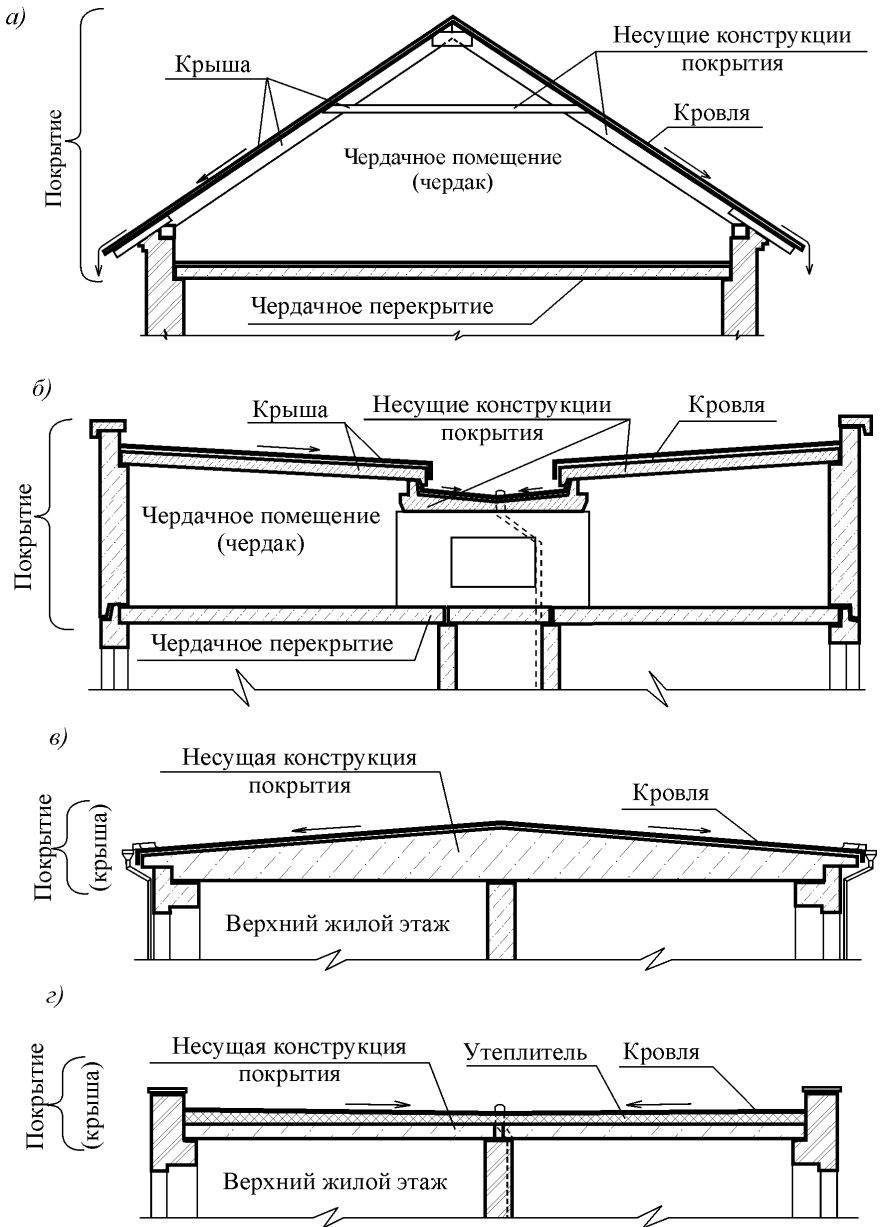 а)
Несущие конструкции
покрытия
Крыша
Кровля
Покрытие
Чердачное помещение
(чердак)
Чердачное перекрытие
б)
Крыша
Несущие конструкции
покрытия
Кровля
Покрытие
Чердачное помещение
(чердак)
Чердачное перекрытие
в)
Несущая конструкция
покрытия
Кровля
Покрытие
(крыша)
Верхний жилой этаж
г)
Несущая конструкция
покрытия
Утеплитель
Кровля
Покрытие
(крыша)
Верхний жилой этаж